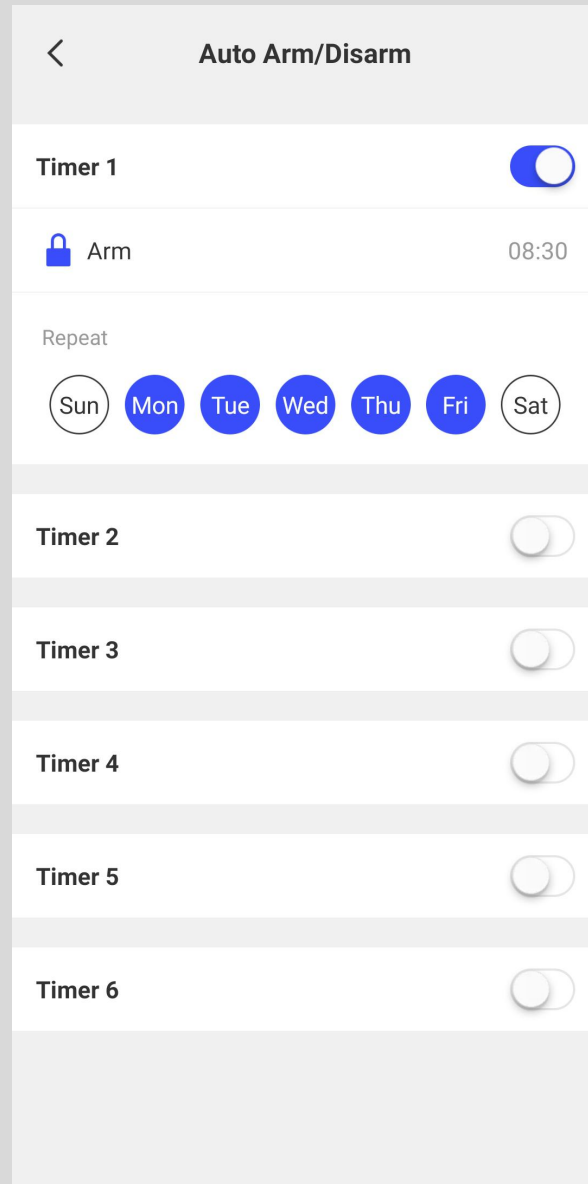 Auto Arm/Disarm
Timer 1
Arm 08:30
Repeat
Sun Mon Tue Wed Thu Fri Sat
Timer 2
Timer 3
Timer 4
Timer 5
Timer 6